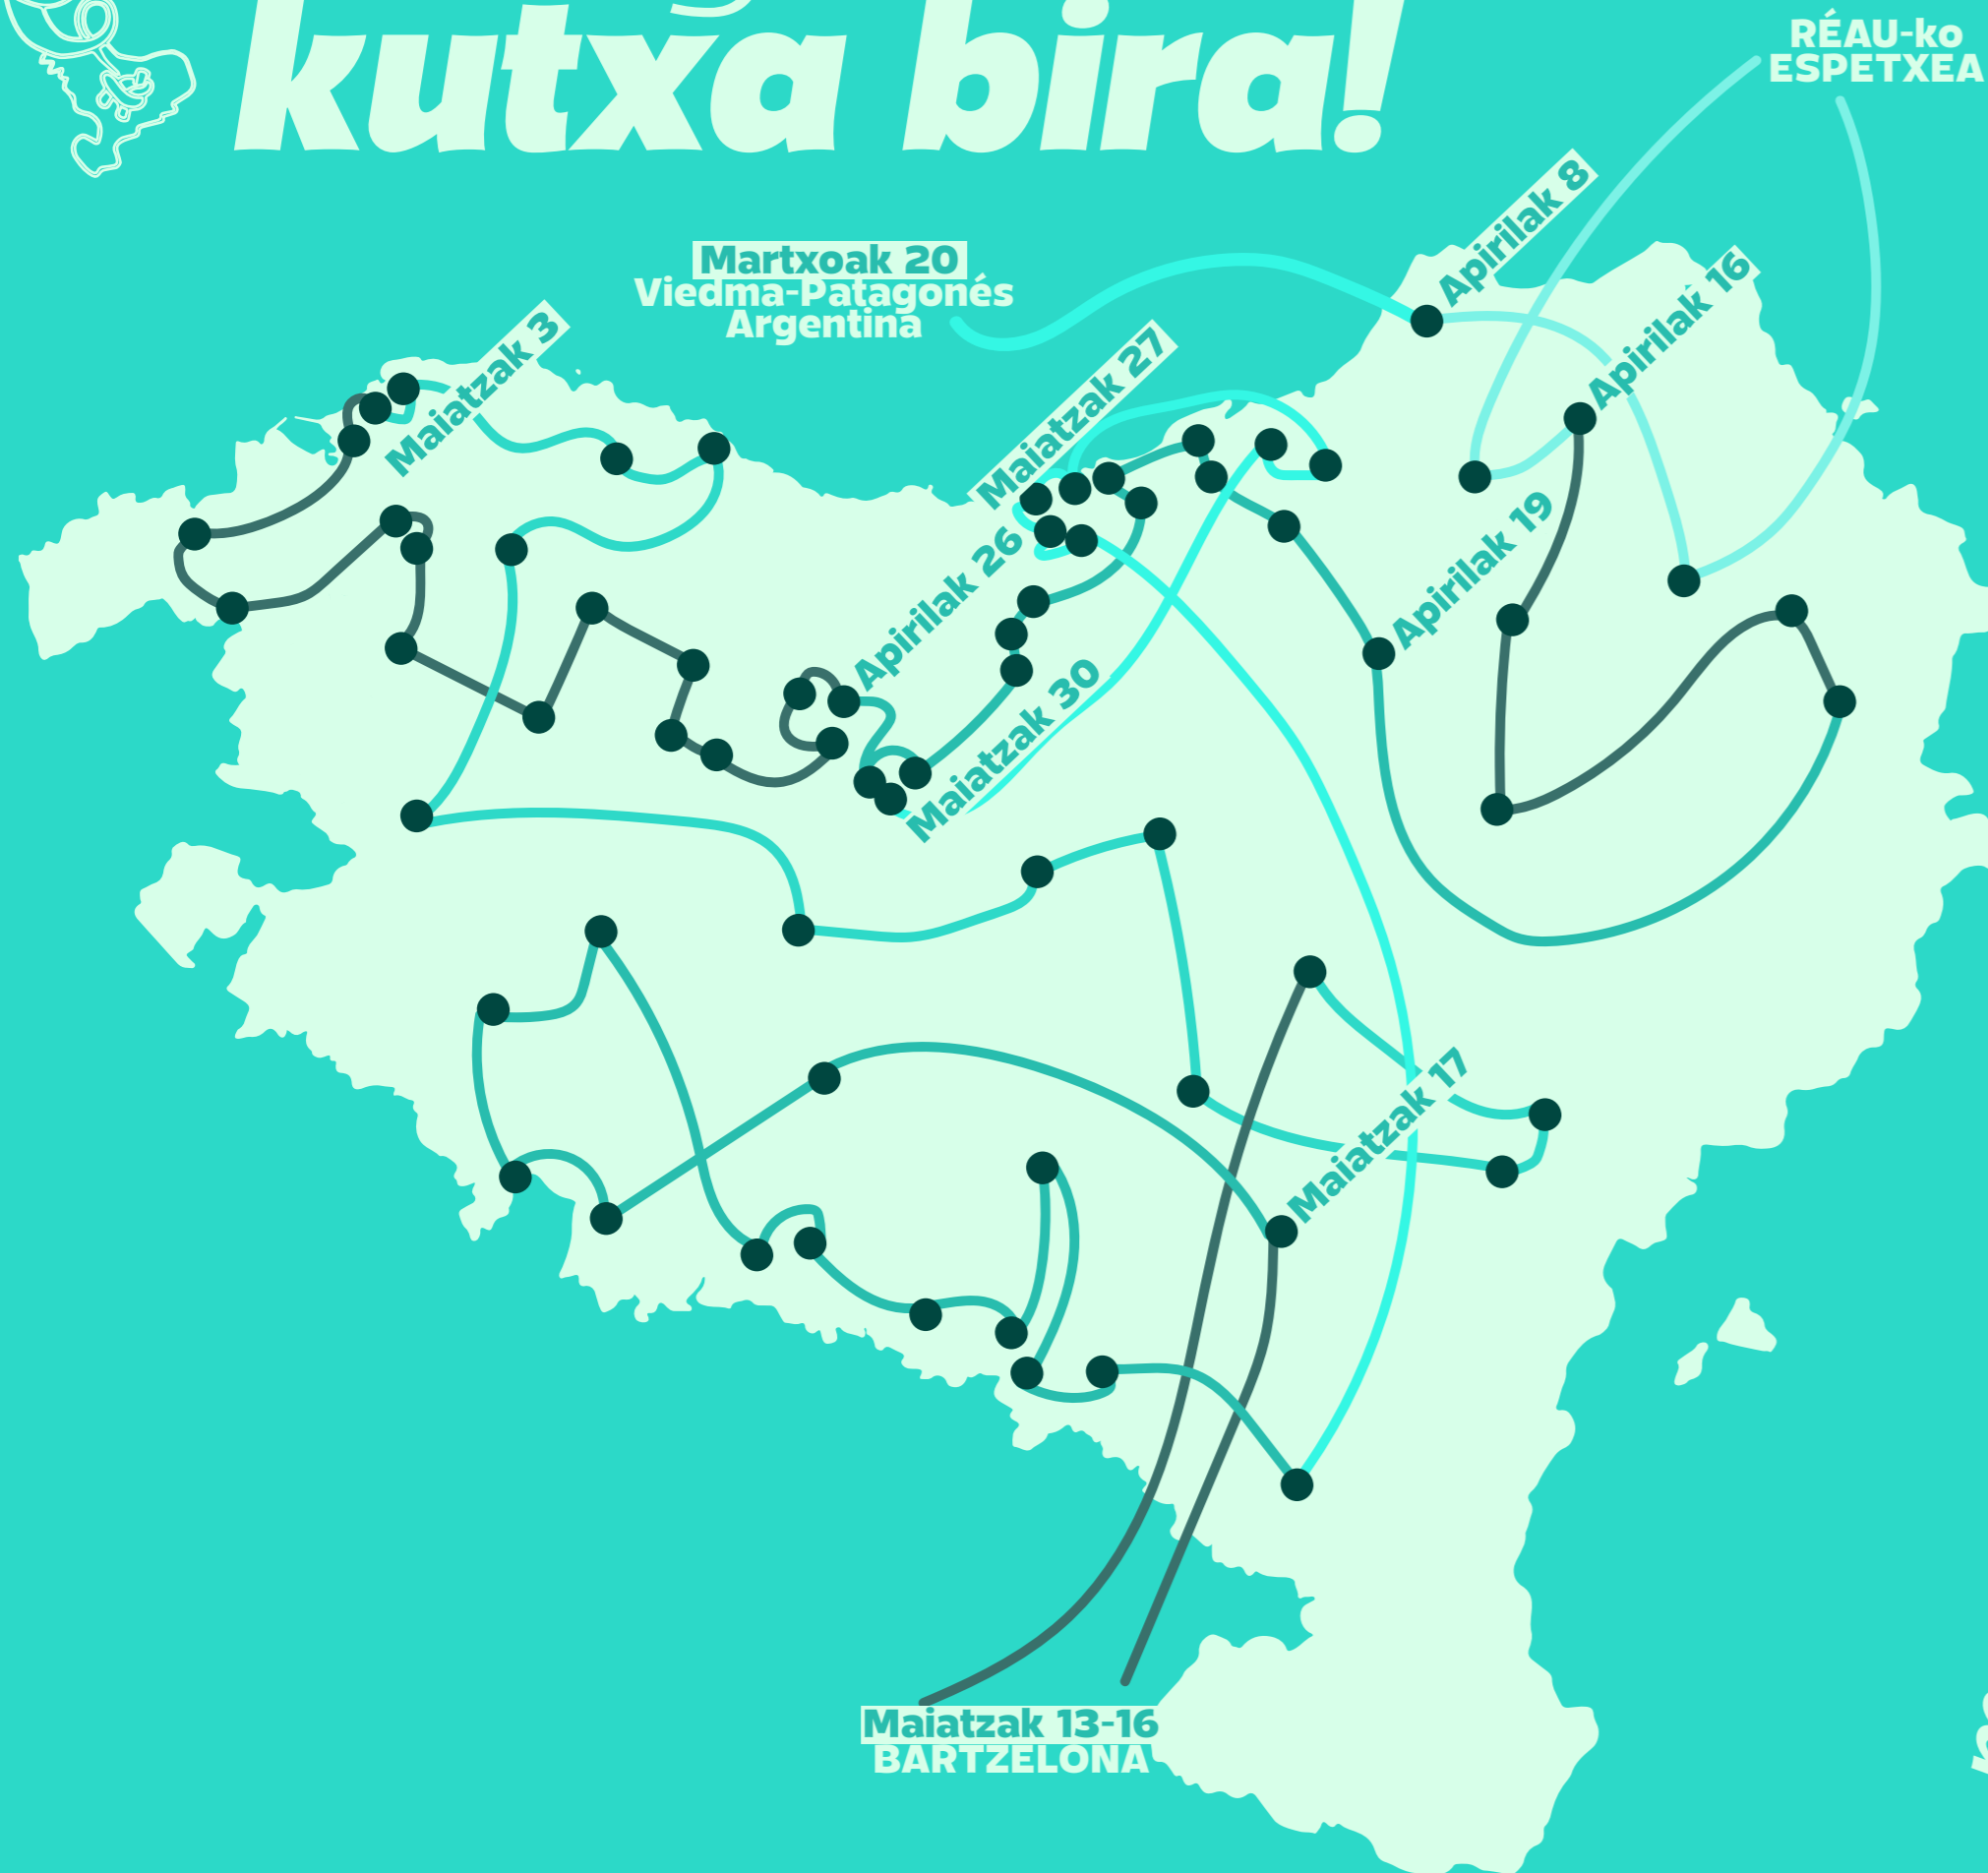 kutxa bira!
RÉAU-ko
ESPETXEA
Apirilak 8
Martxoak 20
Viedma-Patagonés
Argentina
Apirilak 16
Maiatzak 3
Maiatzak 27
Apirilak 19
Apirilak 26
Maiatzak 30
Maiatzak 17
Maiatzak 13-16
BARTZELONA